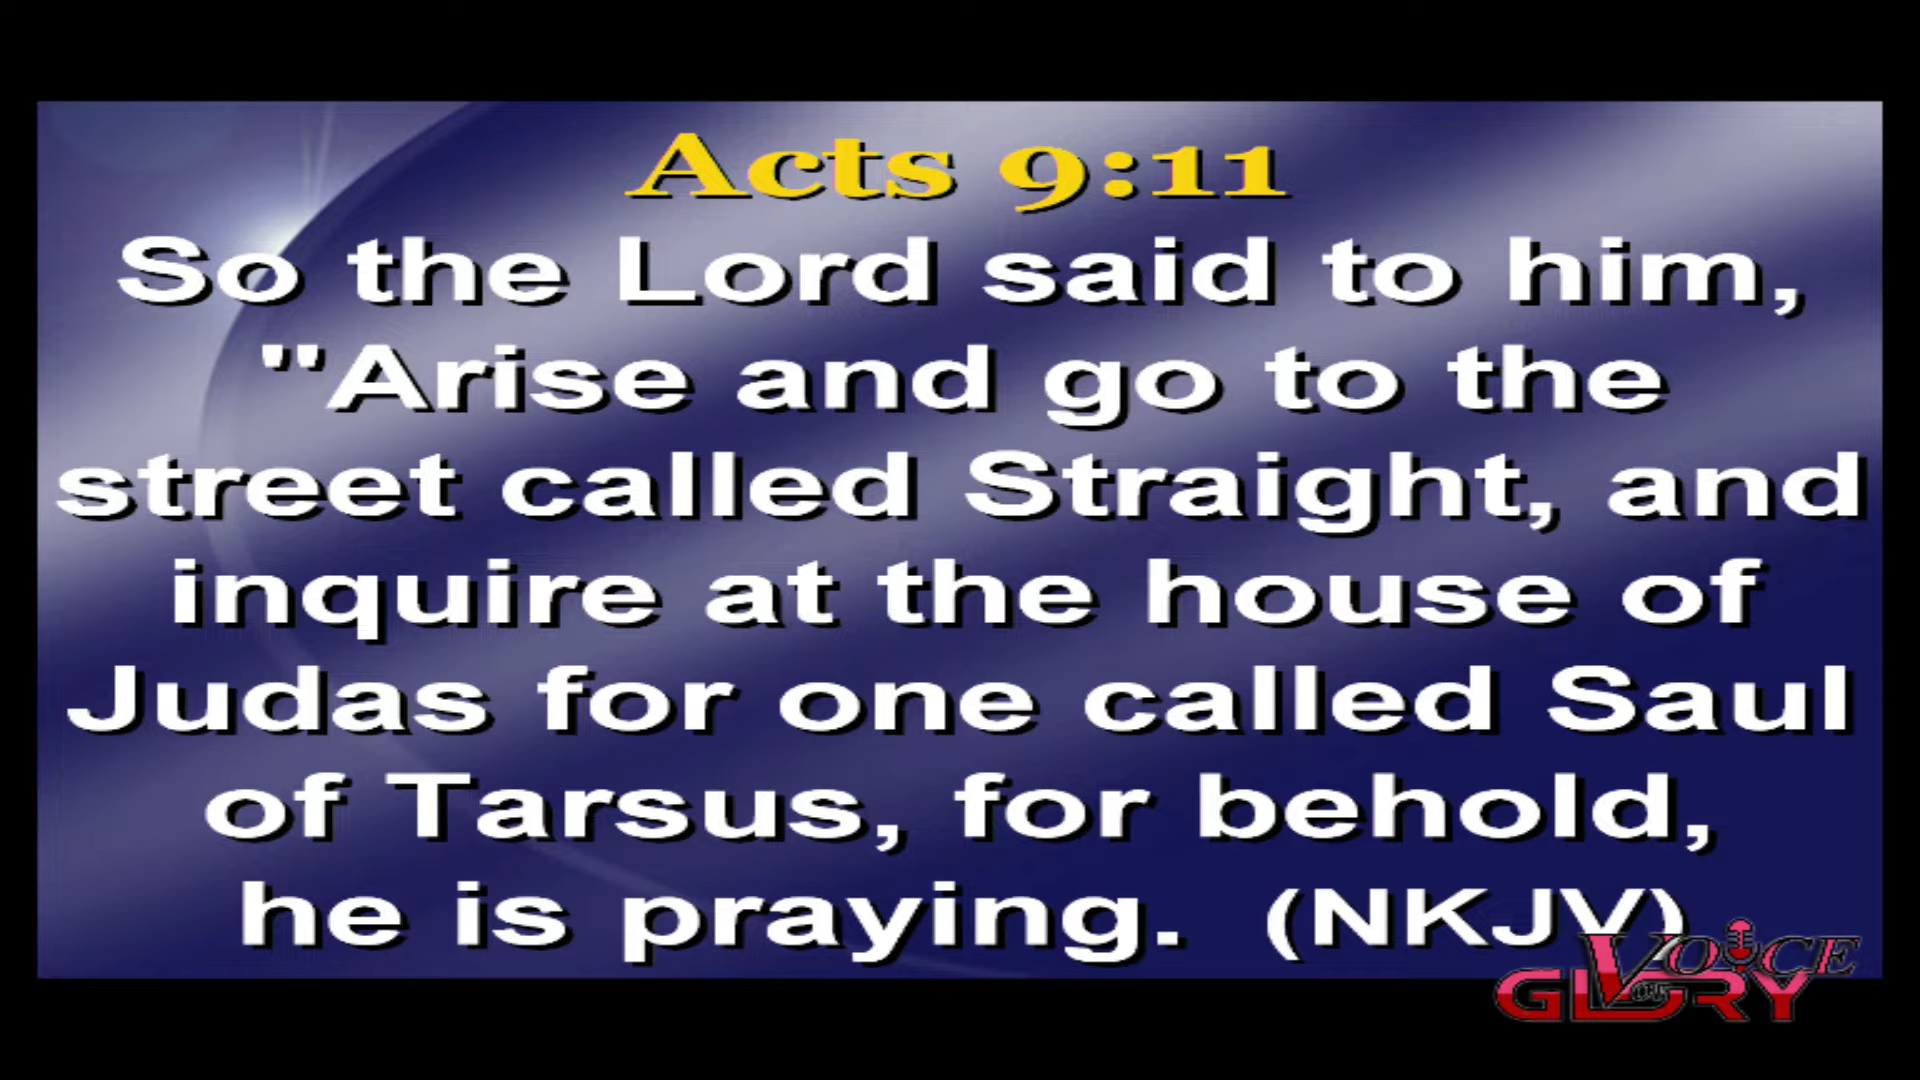 Acts 9:11
So the Lord said to him,
"Arise and go to the
street called Straight, and
inquire at the house of
Judas for one called Saul
of Tarsus, for behold,
he is praying. (NKJV)
VOICE
OF
GLORY